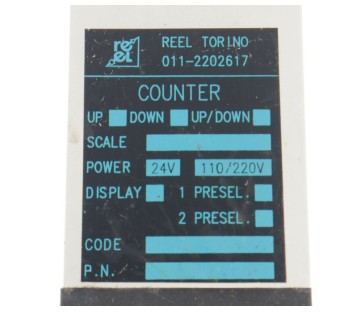 reel
REEL TORINO
011-2202617
COUNTER
UP DOWN UP/DOWN
SCALE
POWER 24V 110/220V
DISPLAY 1 PRESEL.
2 PRESEL.
CODE
P.N.